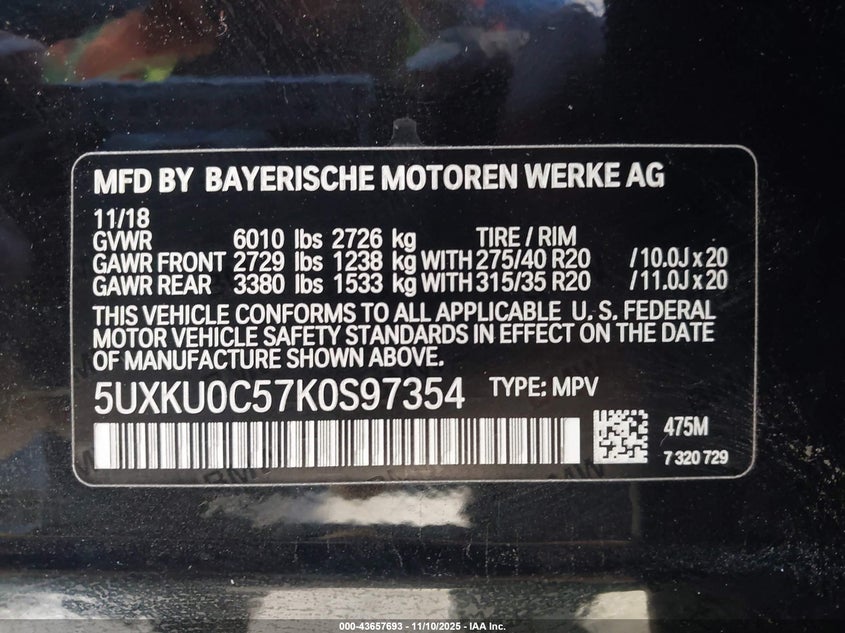 MFD BY BAYERISCHE MOTOREN WERKE AG
11/18
GVWR 6010 lbs 2726 kg TIRE / RIM
GAWR FRONT 2729 lbs 1238 kg WITH 275/40 R20 /10.0J x 20
GAWR REAR 3380 lbs 1533 kg WITH 315/35 R20 /11.0J x 20
THIS VEHICLE CONFORMS TO ALL APPLICABLE U. S. FEDERAL
MOTOR VEHICLE SAFETY STANDARDS IN EFFECT ON THE DATE
OF MANUFACTURE SHOWN ABOVE.
5UXKU0C57K0S97354 TYPE: MPV
475M
7 320 729
000-43657693 - 11/10/2025 - IAA Inc.